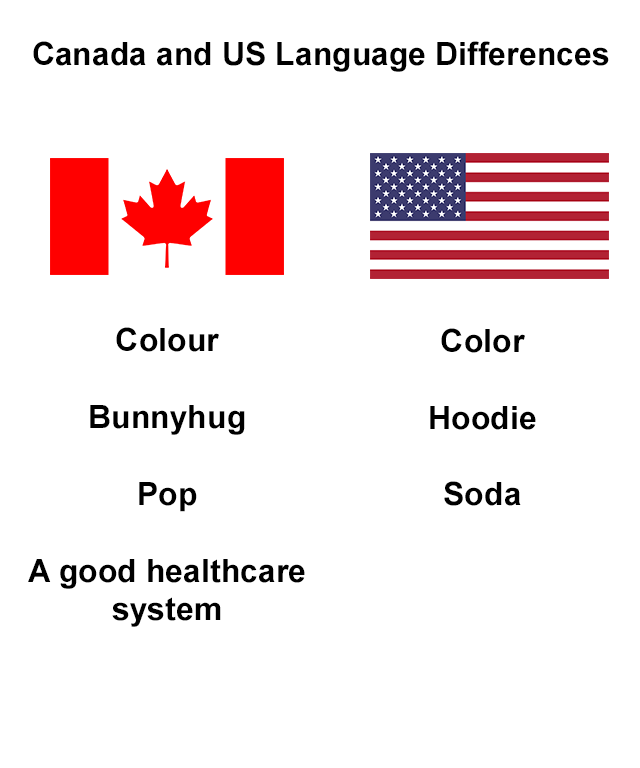 Canada and US Language Differences
Colour Color
Bunnyhug Hoodie
Pop Soda
A good healthcare
system